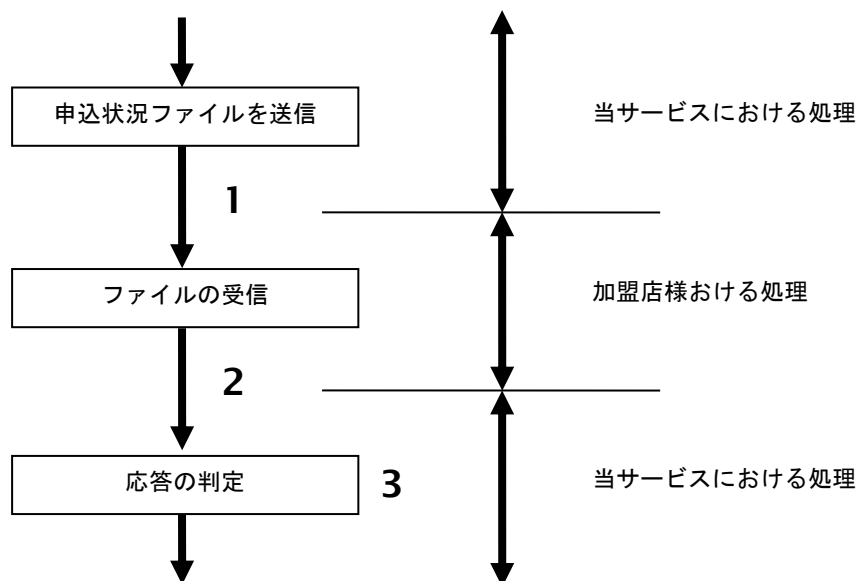 申込状況ファイルを送信
当サービスにおける処理
1
ファイルの受信
加盟店様おける処理
2
応答の判定
3
当サービスにおける処理